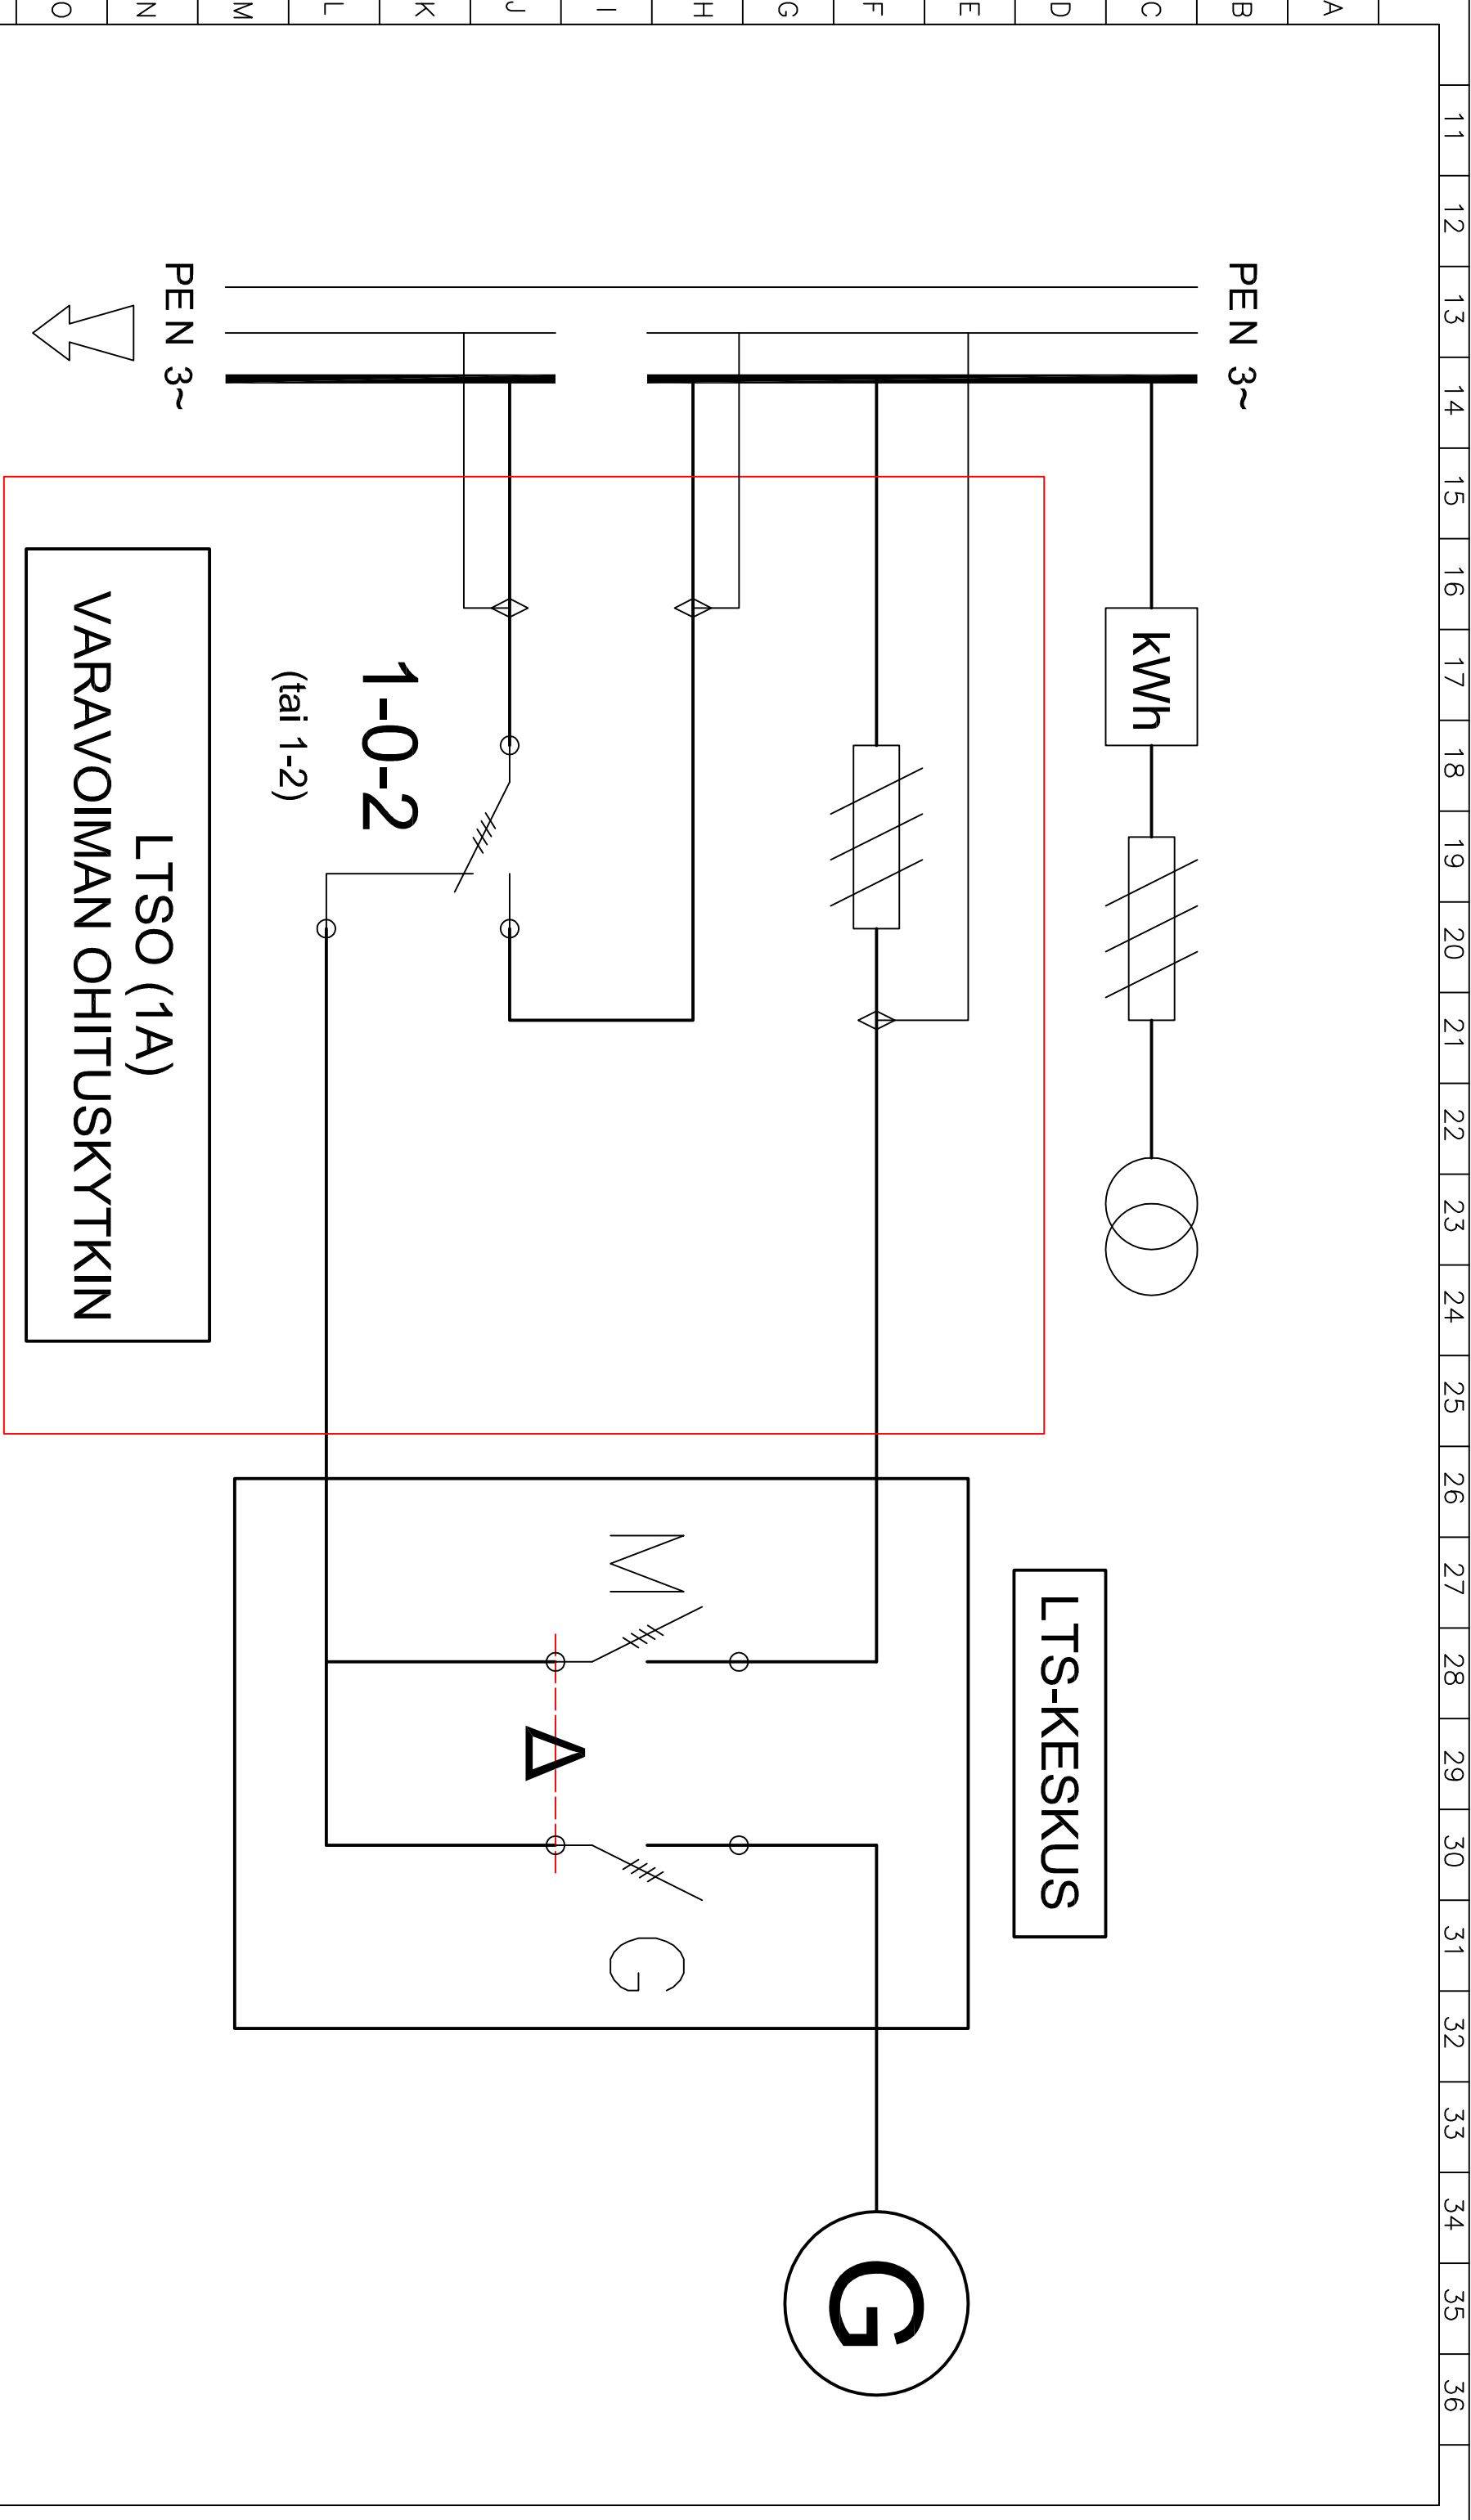 11 12 13 14 15 16 17 18 19 20 21 22 23 24 25 26 27 28 29 30 31 32 33 34 35 36
A
B
PE N 3~
C
kWh
D
LTS-KESKUS
E
F
G
G
H
M
G
I
J
Δ
K
1-0-2
L
(tai 1-2)
M
N
PE N 3~
LTSO (1A)
VARAVOIMAN OHITUSKYTKIN
O